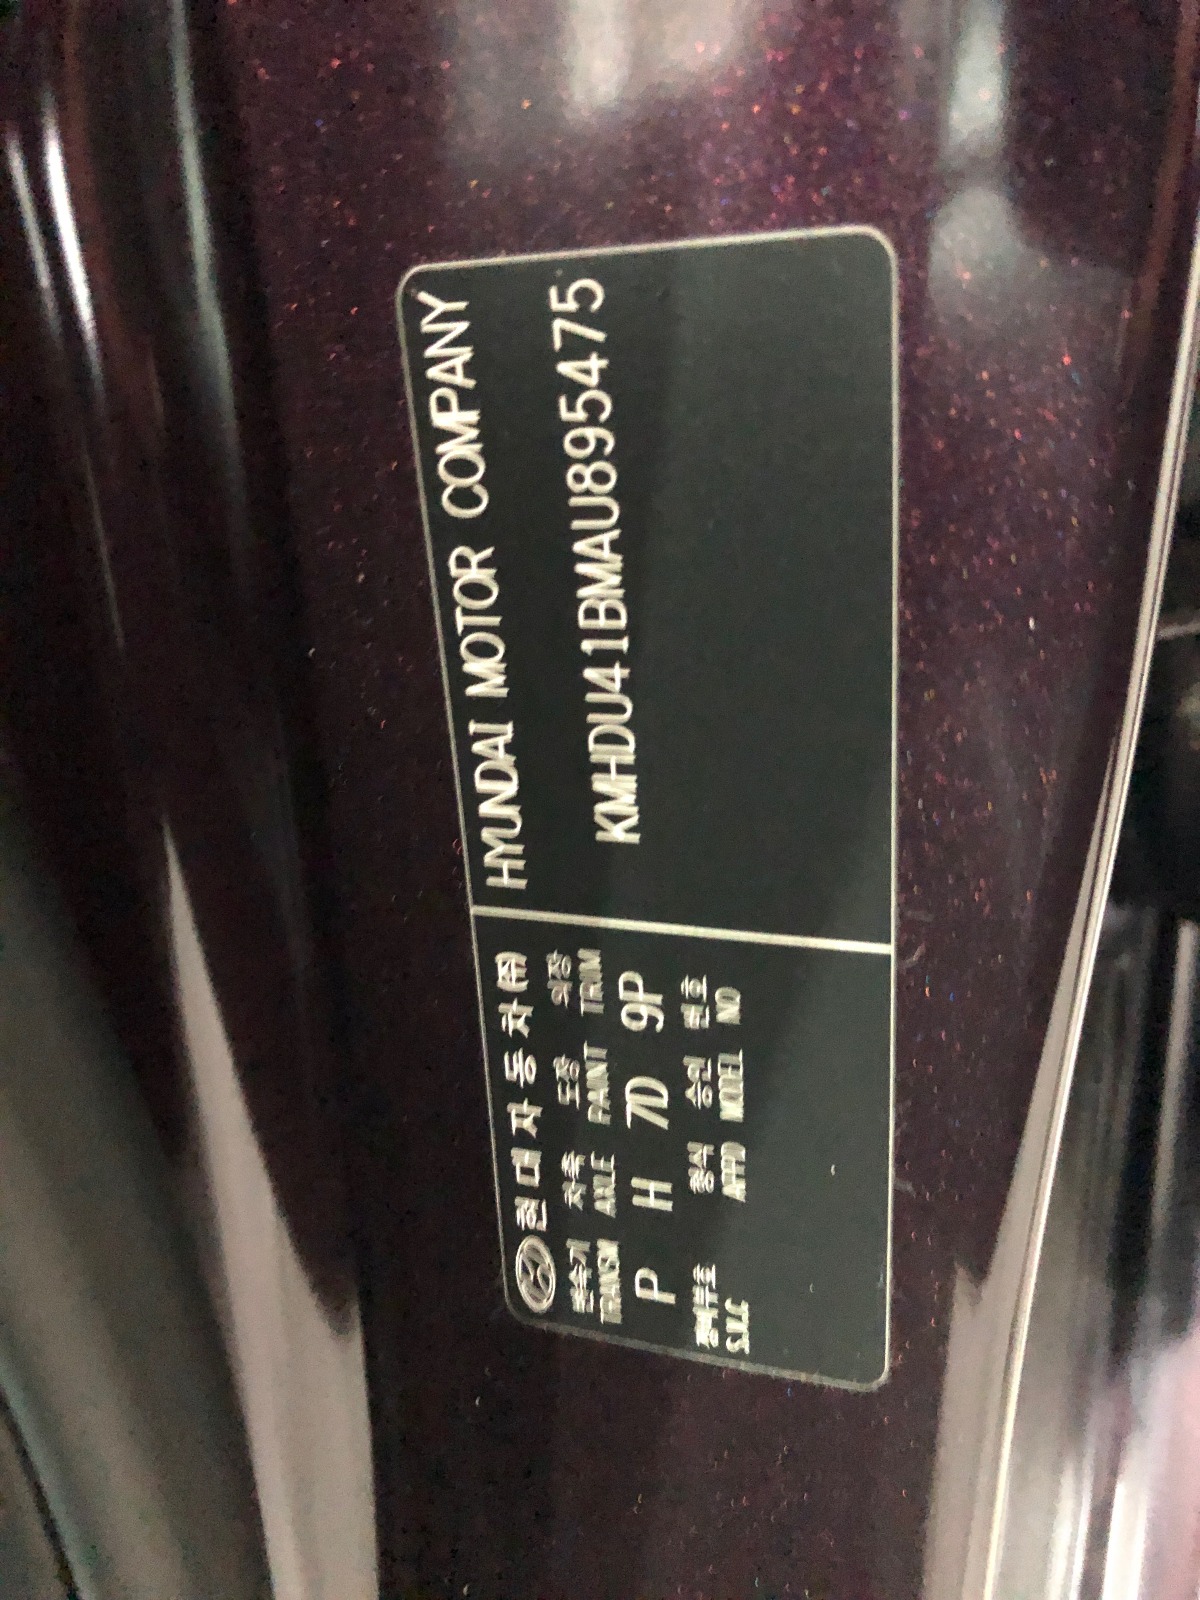 현대자동차㈜
HYUNDAI MOTOR COMPANY
변속기 차축 도장 의장
TRANSM AXLE PAINT TRIM
P H 7D 9P
KMHDU41BMAU895475
형식 승인 번호
S.N.C APPD MODEL NO